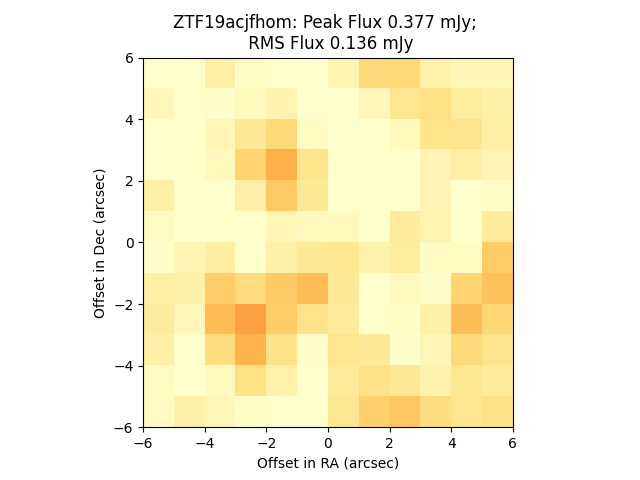 ZTF19acjfhom: Peak Flux 0.377 mJy;
RMS Flux 0.136 mJy
6
4
2
0
−2
−4
−6
Offset in Dec (arcsec)
−6 −4 −2 0 2 4 6
Offset in RA (arcsec)